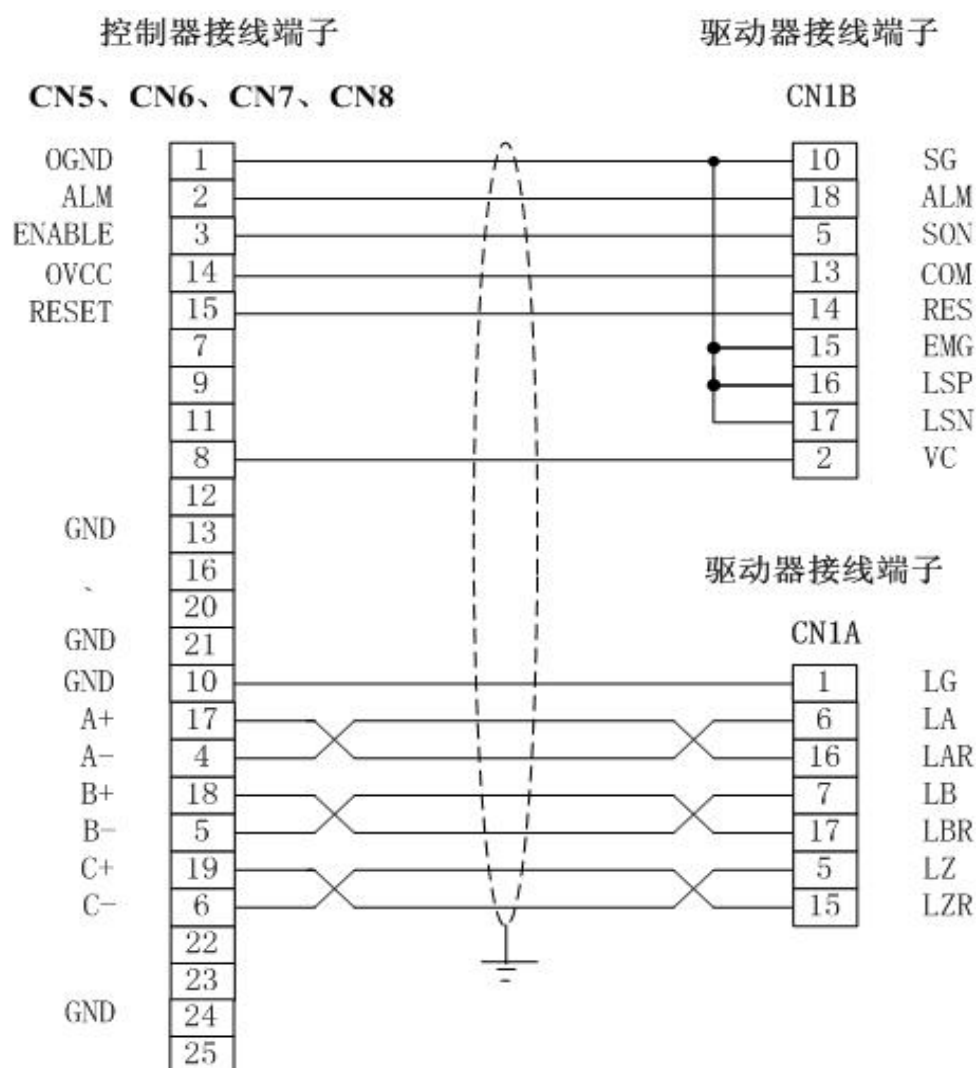 控制器接线端子 驱动器接线端子
CN5、CN6、CN7、CN8 CN1B
OGND 1 10 SG
ALM 2 18 ALM
ENABLE 3 5 SON
OVCC 14 13 COM
RESET 15 14 RES
7 15 EMG
9 16 LSP
11 17 LSN
8 2 VC
12
GND 13
16 驱动器接线端子
、 20
GND 21 CN1A
GND 10 1 LG
A+ 17 6 LA
A- 4 16 LAR
B+ 18 7 LB
B- 5 17 LBR
C+ 19 5 LZ
C- 6 15 LZR
22
23
GND 24
25